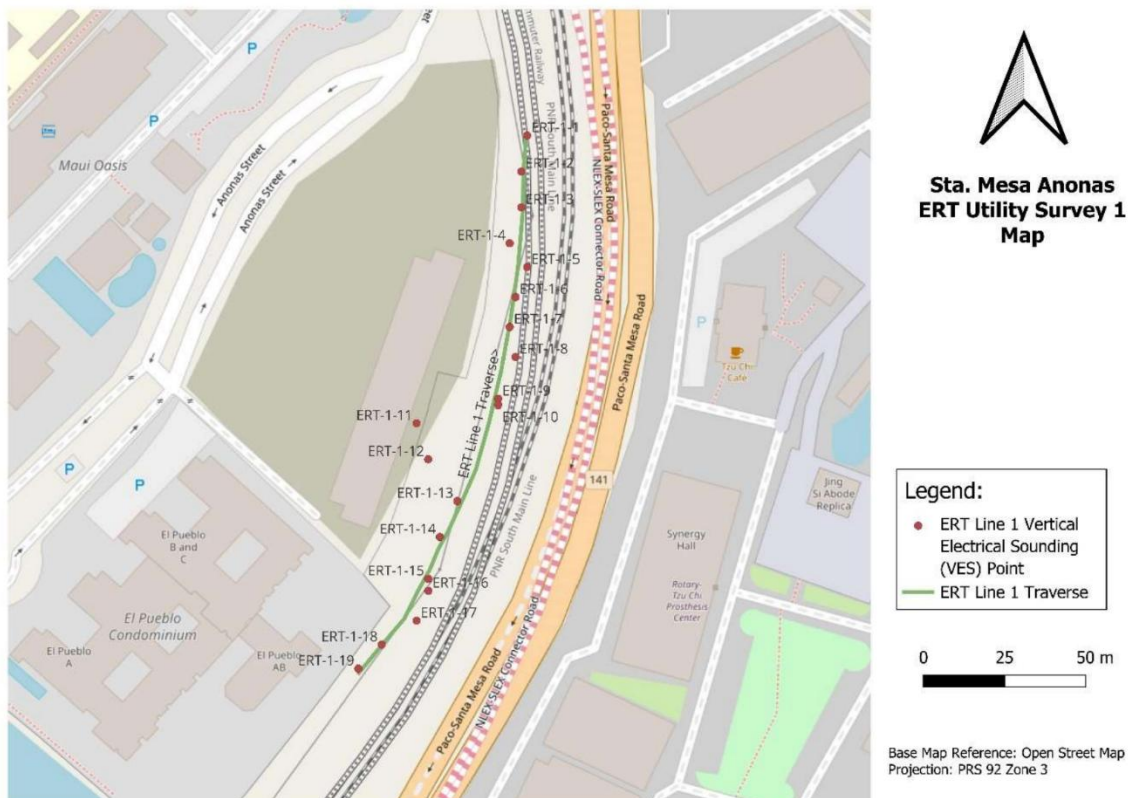 mmuter Railway
Street
P
P
Maui Oasis
Anonas Street
Anonas Street
PNR South Main Line
Paco-Santa Mesa Road
NLEX-SLEX Connector Road
ERT-1-1
ERT-1-2
ERT-1-3
ERT-1-4
ERT-1-5
ERT-1-6
ERT-1-7
ERT-1-8
ERT-1-9
ERT-1-10
ERT-1-11
ERT-1-12
ERT-1-13
ERT-1-14
ERT-1-15
ERT-1-16
ERT-1-17
ERT-1-18
ERT-1-19
ERT Line 1 Traverse>
Paco-Santa Mesa Road
P
Tzu Chi
Café
PNR South Main Line
141
P
P
El Pueblo
B and C
El Pueblo
Condominium
El Pueblo
A
El Pueblo
AB
Synergy
Hall
Rotary-
Tzu Chi
Prosthesis
Center
Jing
Si Abode
Replica
Paco-Santa Mesa Road
NLEX-SLEX Connector Road
Sta. Mesa Anonas
ERT Utility Survey 1
Map
Legend:
ERT Line 1 Vertical
Electrical Sounding
(VES) Point
ERT Line 1 Traverse
0 25 50 m
Base Map Reference: Open Street Map
Projection: PRS 92 Zone 3